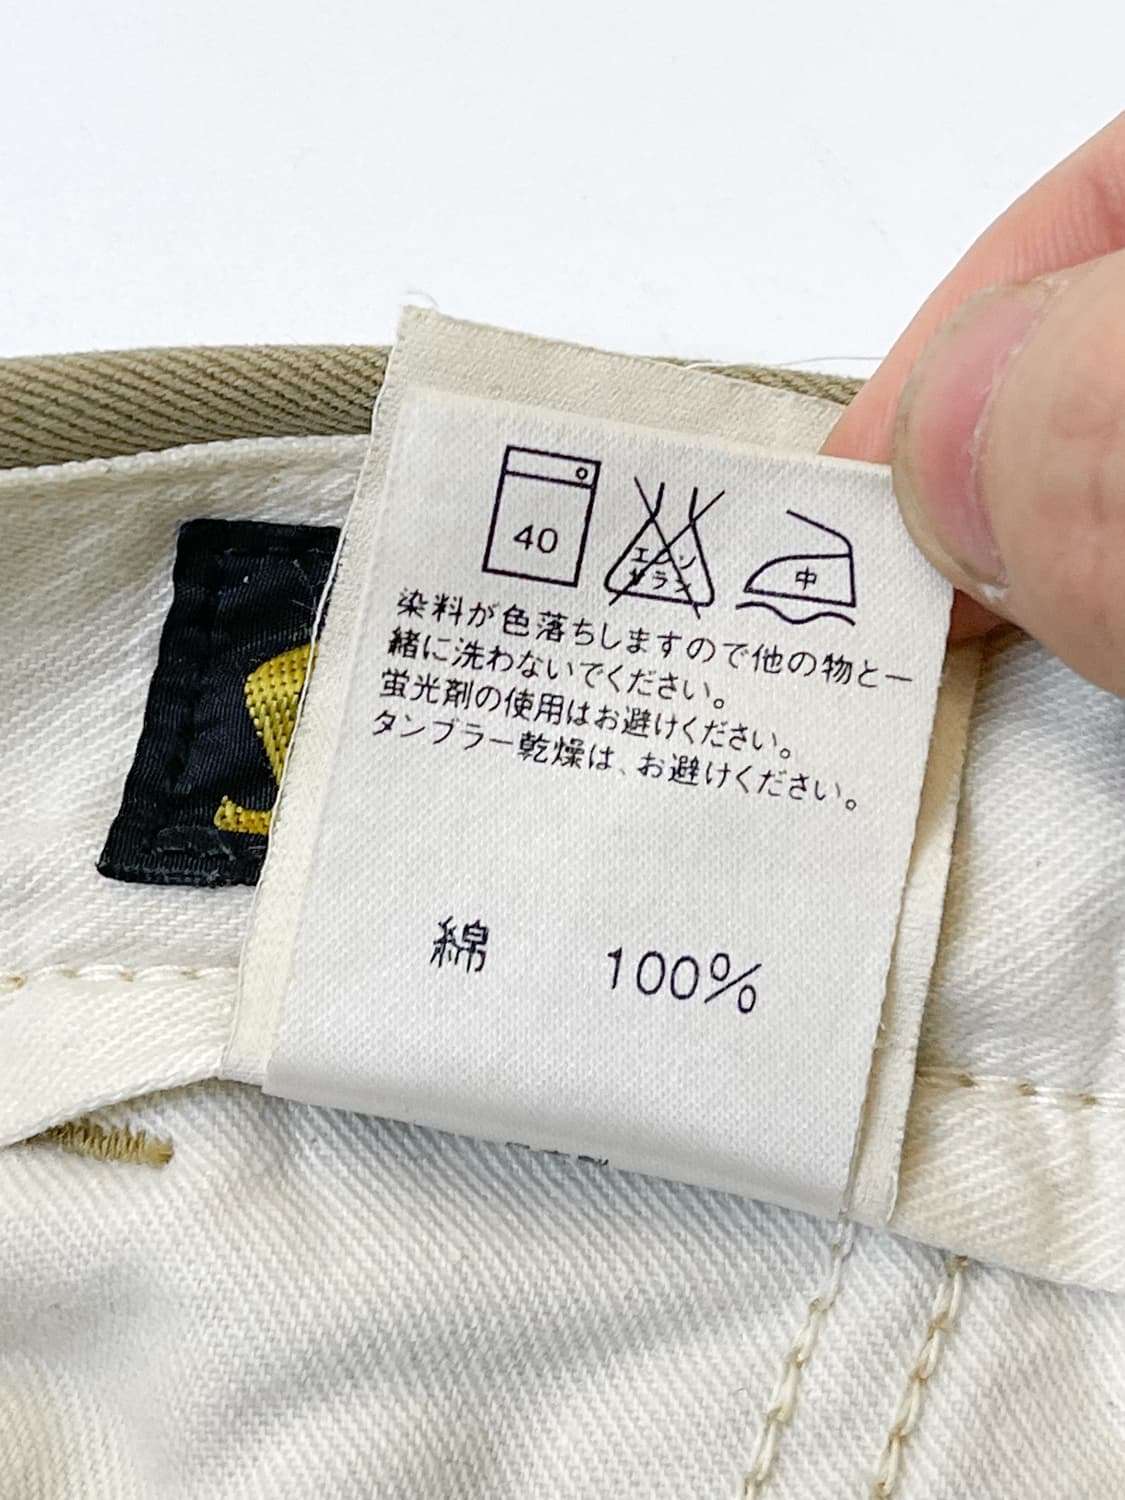 40
エンソ
サラシ
中
染料が色落ちしますので他の物と一
緒に洗わないでください。
蛍光剤の使用はお避けください。
タンブラー乾燥は、お避けください。
綿 100%